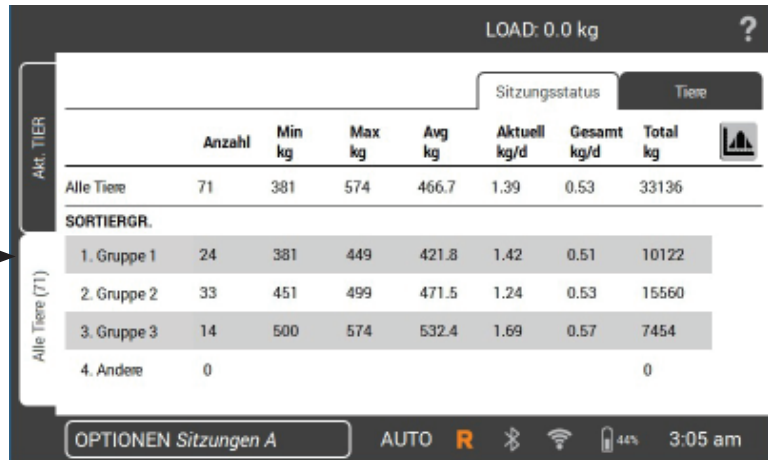 LOAD: 0.0 kg ?
Akt. TIER
Alle Tiere (71)
Sitzungsstatus Tiere
Anzahl Min kg Max kg Avg kg Aktuell kg/d Gesamt kg/d Total kg
Alle Tiere 71 381 574 466.7 1.39 0.53 33136
SORTIERGR.
1. Gruppe 1 24 381 449 421.8 1.42 0.51 10122
2. Gruppe 2 33 451 499 471.5 1.24 0.53 15560
3. Gruppe 3 14 500 574 532.4 1.69 0.57 7454
4. Andere 0 0
OPTIONEN Sitzungen A AUTO R 44% 3:05 am